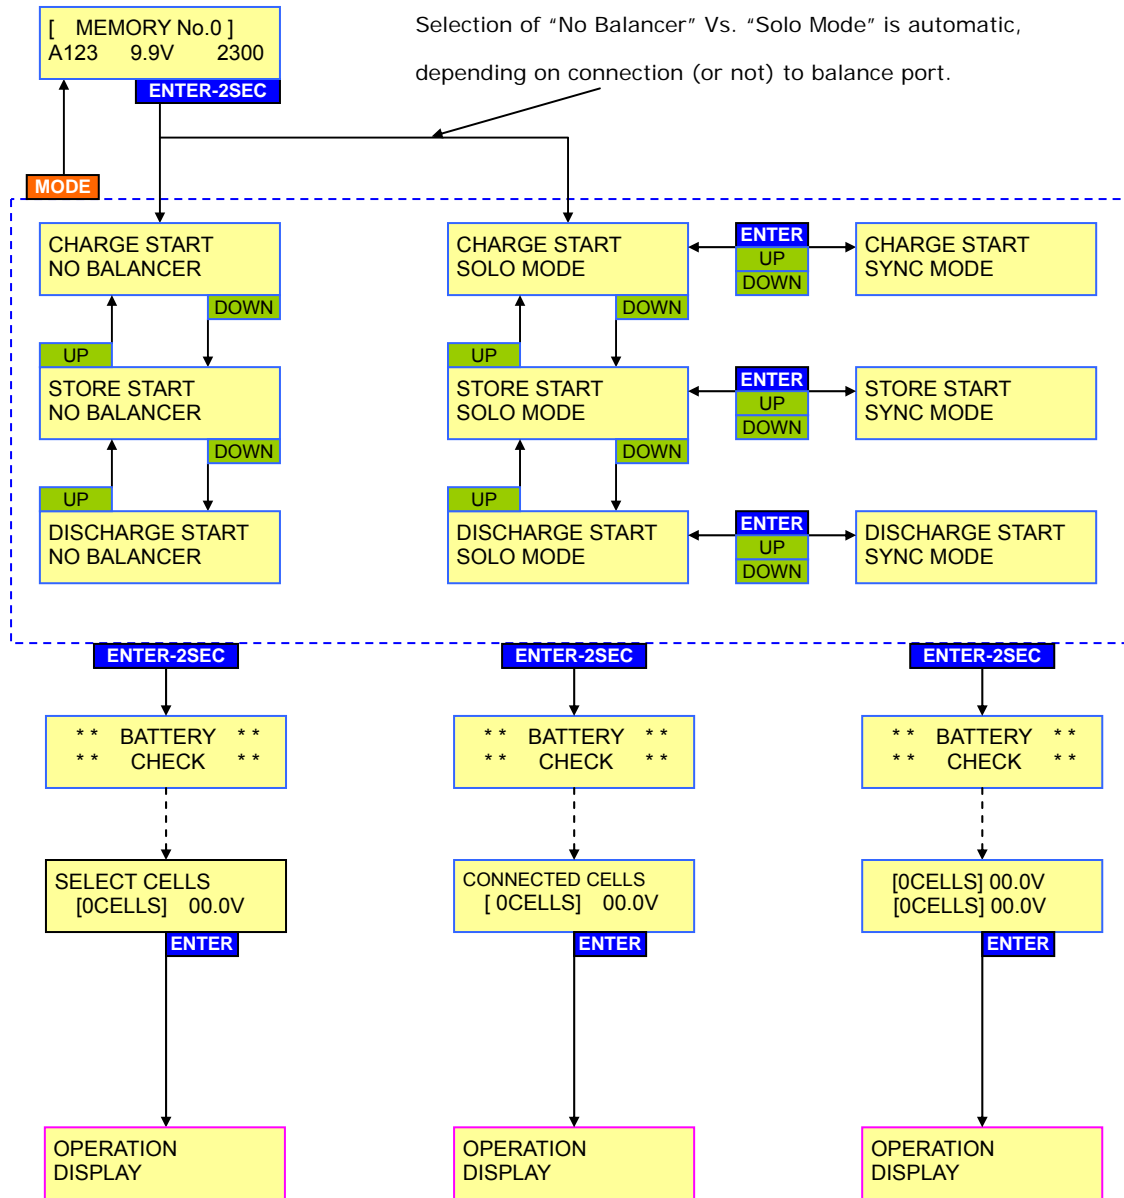 [ MEMORY No.0 ]
A123 9.9V 2300
ENTER-2SEC
Selection of “No Balancer” Vs. “Solo Mode” is automatic,
depending on connection (or not) to balance port.
MODE
CHARGE START
NO BALANCER
DOWN
UP
STORE START
NO BALANCER
DOWN
UP
DISCHARGE START
NO BALANCER
CHARGE START
SOLO MODE
DOWN
UP
STORE START
SOLO MODE
DOWN
UP
DISCHARGE START
SOLO MODE
ENTER
UP
DOWN
ENTER
UP
DOWN
ENTER
UP
DOWN
CHARGE START
SYNC MODE
STORE START
SYNC MODE
DISCHARGE START
SYNC MODE
ENTER-2SEC
* * BATTERY * *
* * CHECK * *
SELECT CELLS
[0CELLS] 00.0V
ENTER
OPERATION
DISPLAY
ENTER-2SEC
* * BATTERY * *
* * CHECK * *
CONNECTED CELLS
[ 0CELLS] 00.0V
ENTER
OPERATION
DISPLAY
ENTER-2SEC
* * BATTERY * *
* * CHECK * *
[0CELLS] 00.0V
[0CELLS] 00.0V
ENTER
OPERATION
DISPLAY